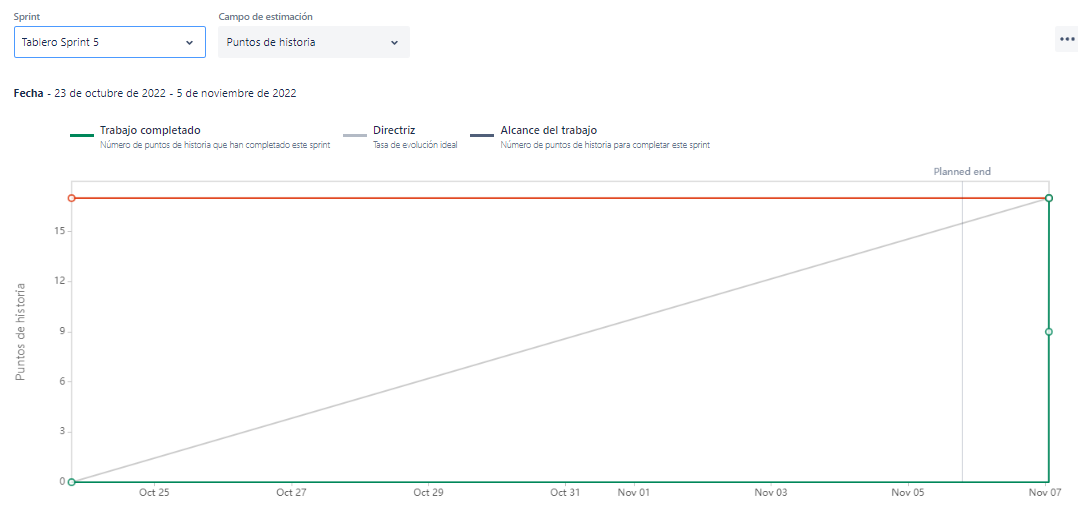 Sprint
Campo de estimación
Tablero Sprint 5
Puntos de historia
Fecha - 23 de octubre de 2022 - 5 de noviembre de 2022
Trabajo completado
Número de puntos de historia que han completado este sprint
Directriz
Tasa de evolución ideal
Alcance del trabajo
Número de puntos de historia para completar este sprint
Planned end
Puntos de historia
15
12
9
6
3
0
Oct 25
Oct 27
Oct 29
Oct 31
Nov 01
Nov 03
Nov 05
Nov 07